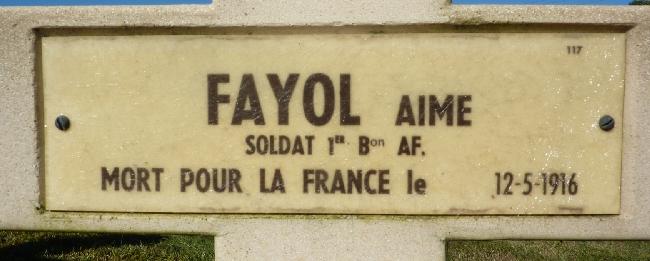 117
FAYOL AIME
SOLDAT 1ER Bon AF.
MORT POUR LA FRANCE le 12-5-1916